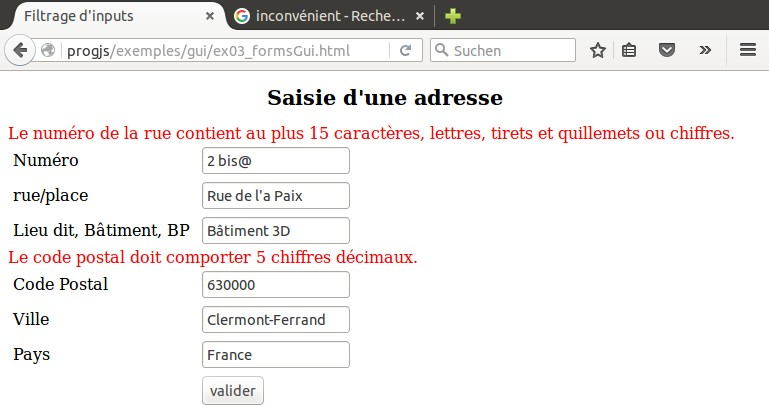 Filtrage d'inputs
inconvénient - Reche...
progjs/exemples/gui/ex03_formsGui.html
Suchen
Saisie d'une adresse
Le numéro de la rue contient au plus 15 caractères, lettres, tirets et quillemets ou chiffres.
Numéro 2 bis@
rue/place Rue de l'a Paix
Lieu dit, Bâtiment, BP Bâtiment 3D
Le code postal doit comporter 5 chiffres décimaux.
Code Postal 630000
Ville Clermont-Ferrand
Pays France
valider